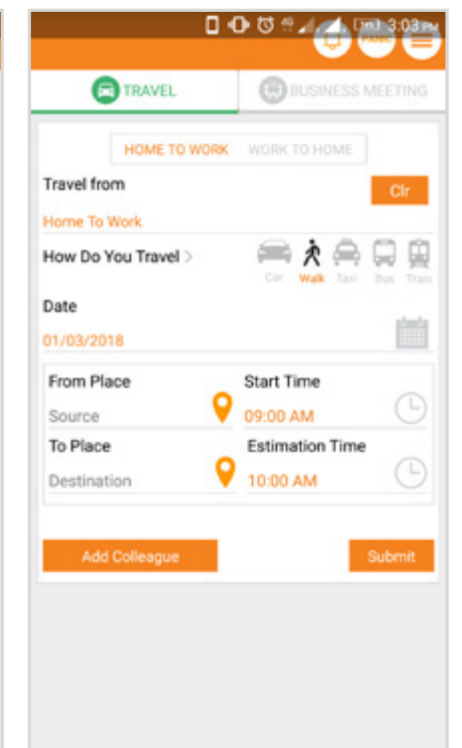 3:03 PM
PANIC
TRAVEL BUSINESS MEETING
HOME TO WORK WORK TO HOME
Travel from
Clr
Home To Work
How Do You Travel >
Car Walk Taxi Bus Train
Date
01/03/2018
From Place Start Time
Source 09:00 AM
To Place Estimation Time
Destination 10:00 AM
Add Colleague Submit